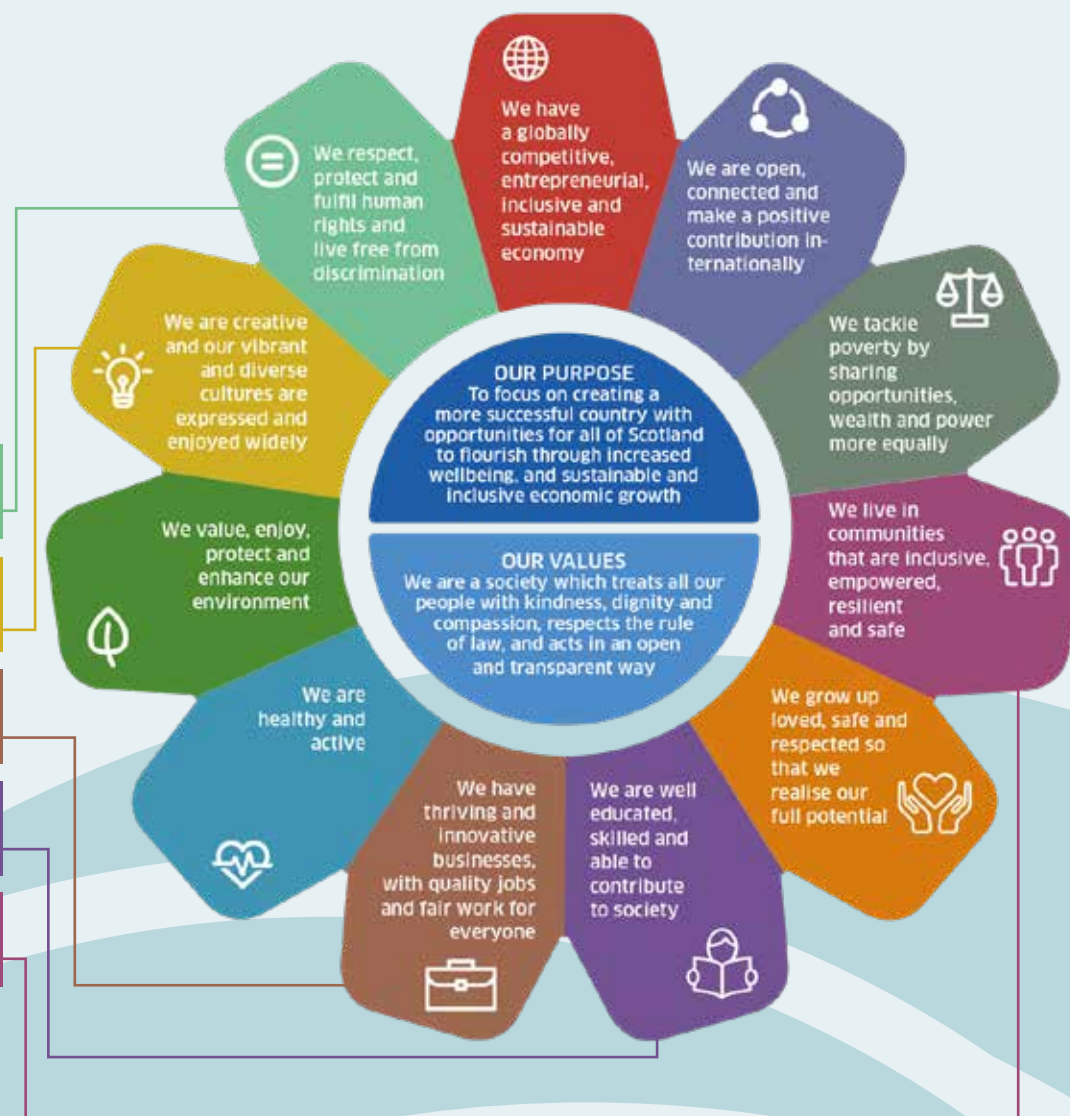 We have
a globally
competitive,
entrepreneurial,
inclusive and
sustainable
economy
We are open,
connected and
make a positive
contribution in-
ternationally
We tackle
poverty by
sharing
opportunities,
wealth and power
more equally
We live in
communities
that are inclusive,
empowered,
resilient
and safe
We grow up
loved, safe and
respected so
that we
realise our
full potential
We are well
educated,
skilled and
able to
contribute
to society
We have
thriving and
innovative
businesses,
with quality jobs
and fair work for
everyone
We are
healthy and
active
We value, enjoy,
protect and
enhance our
environment
We are creative
and our vibrant
and diverse
cultures are
expressed and
enjoyed widely
We respect,
protect and
fulfil human
rights and
live free from
discrimination
OUR PURPOSE
To focus on creating a
more successful country with
opportunities for all of Scotland
to flourish through increased
wellbeing, and sustainable and
inclusive economic growth
OUR VALUES
We are a society which treats all our
people with kindness, dignity and
compassion, respects the rule
of law, and acts in an open
and transparent way